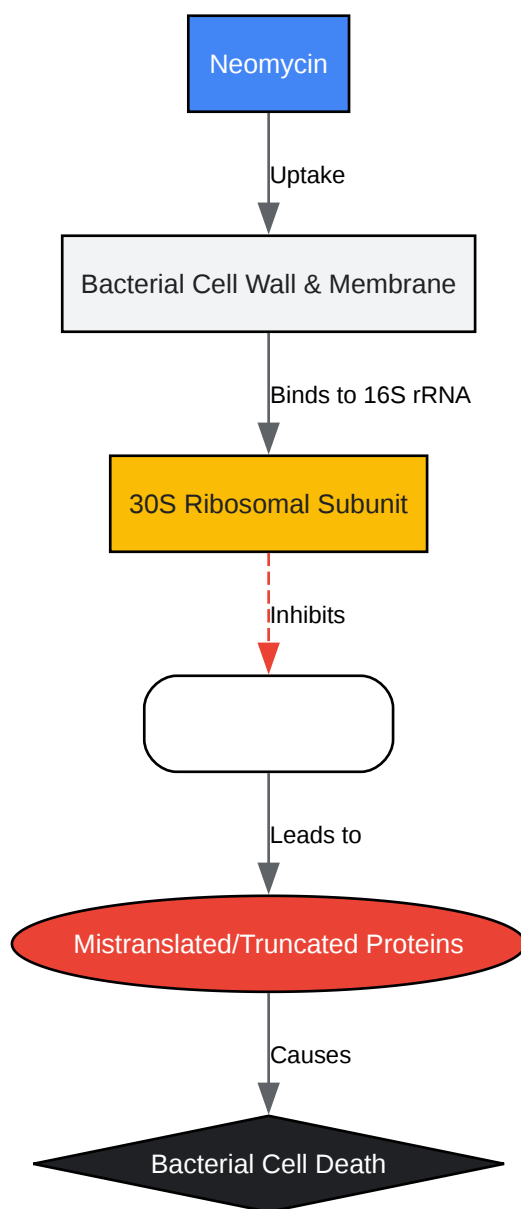 Neomycin
Uptake
Bacterial Cell Wall & Membrane
Binds to 16S rRNA
30S Ribosomal Subunit
Inhibits
Leads to
Mistranslated/Truncated Proteins
Causes
Bacterial Cell Death